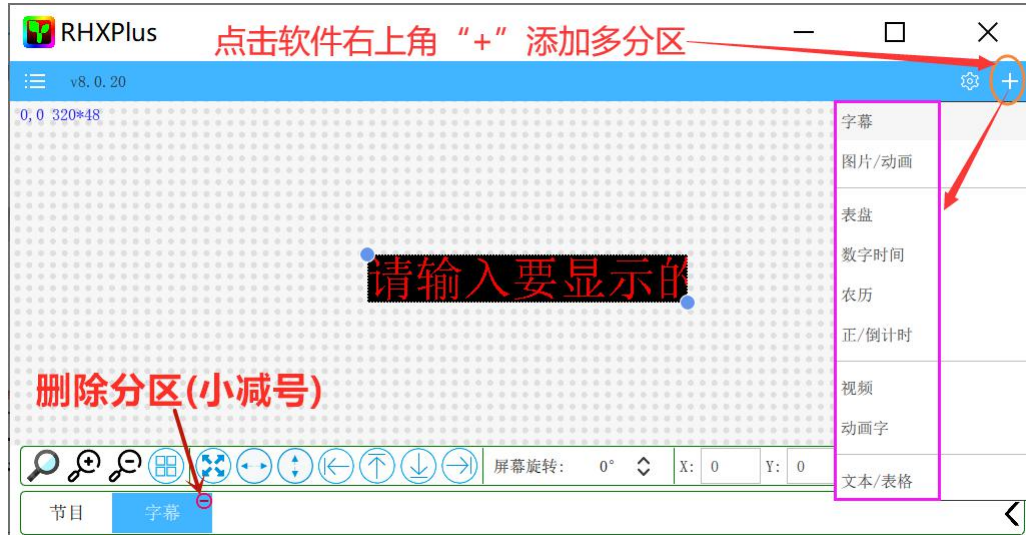 RHXPlus
点击软件右上角“+”添加多分区
v8.0.20
0,0 320*48
字幕
图片/动画
表盘
数字时间
农历
正/倒计时
视频
动画字
文本/表格
请输入要显示的
删除分区(小减号)
屏幕旋转: 0° X: 0 Y: 0
节目 字幕